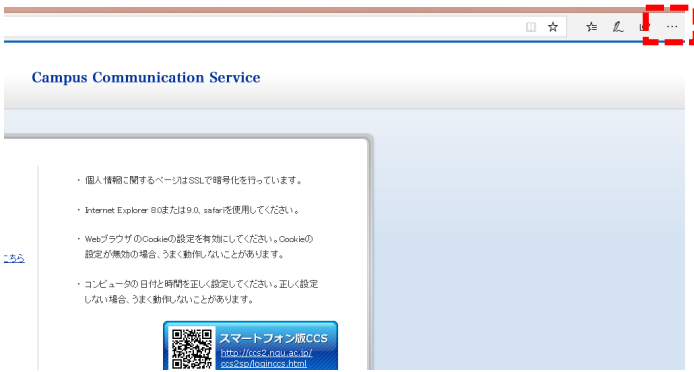 Campus Communication Service
・ 個人情報に関するページはSSLで暗号化を行っています。
・ Internet Explorer 8.0または9.0, safariを使用してください。
・ WebブラウザのCookieの設定を有効にしてください。Cookieの
設定が無効の場合、うまく動作しないことがあります。
こちら
・ コンピュータの日付と時間を正しく設定してください。正しく設定
しない場合、うまく動作しないことがあります。
スマートフォン版CCS
http://ccs2.ngu.ac.jp/
ccs2sp/loginccs.html